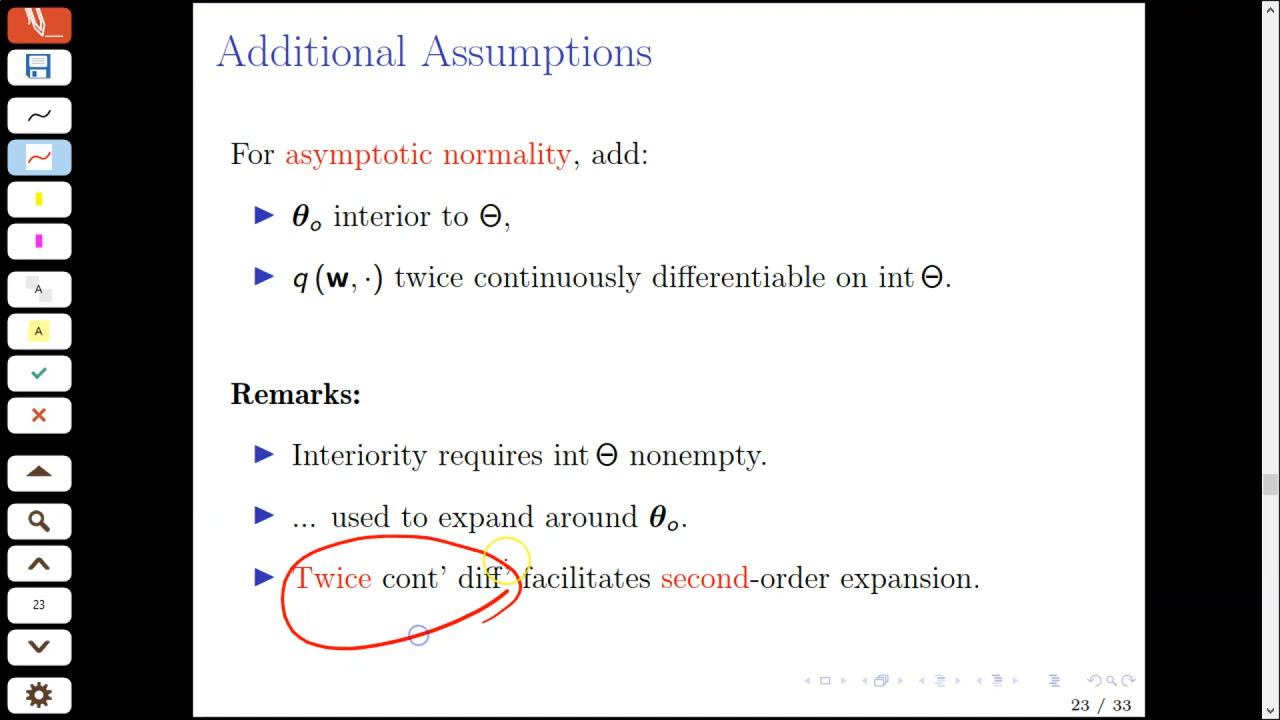 Additional Assumptions
For asymptotic normality, add:
▶ θₒ interior to Θ,
▶ q (w, ·) twice continuously differentiable on int Θ.
Remarks:
▶ Interiority requires int Θ nonempty.
▶ ... used to expand around θₒ.
▶ Twice cont’ diff’ facilitates second-order expansion.
23 / 33
A
A
23